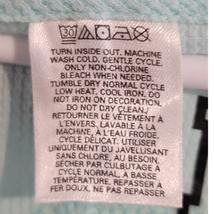 30
TURN INSIDE OUT. MACHINE
WASH COLD, GENTLE CYCLE.
ONLY NON-CHLORINE
BLEACH WHEN NEEDED.
TUMBLE DRY NORMAL CYCLE
LOW HEAT. COOL IRON. DO
NOT IRON ON DECORATION.
DO NOT DRY CLEAN./
RETOURNER LE VÊTEMENT À
L'ENVERS. LAVABLE À LA
MACHINE, À L'EAU FROIDE,
CYCLE DÉLICAT. UTILISER
UNIQUEMENT DU JAVELLISANT
SANS CHLORE, AU BESOIN.
SÉCHER PAR CULBUTAGE À
CYCLE NORMAL, À BASSE
TEMPÉRATURE. REPASSER À
FER DOUX, NE PAS REPASSER